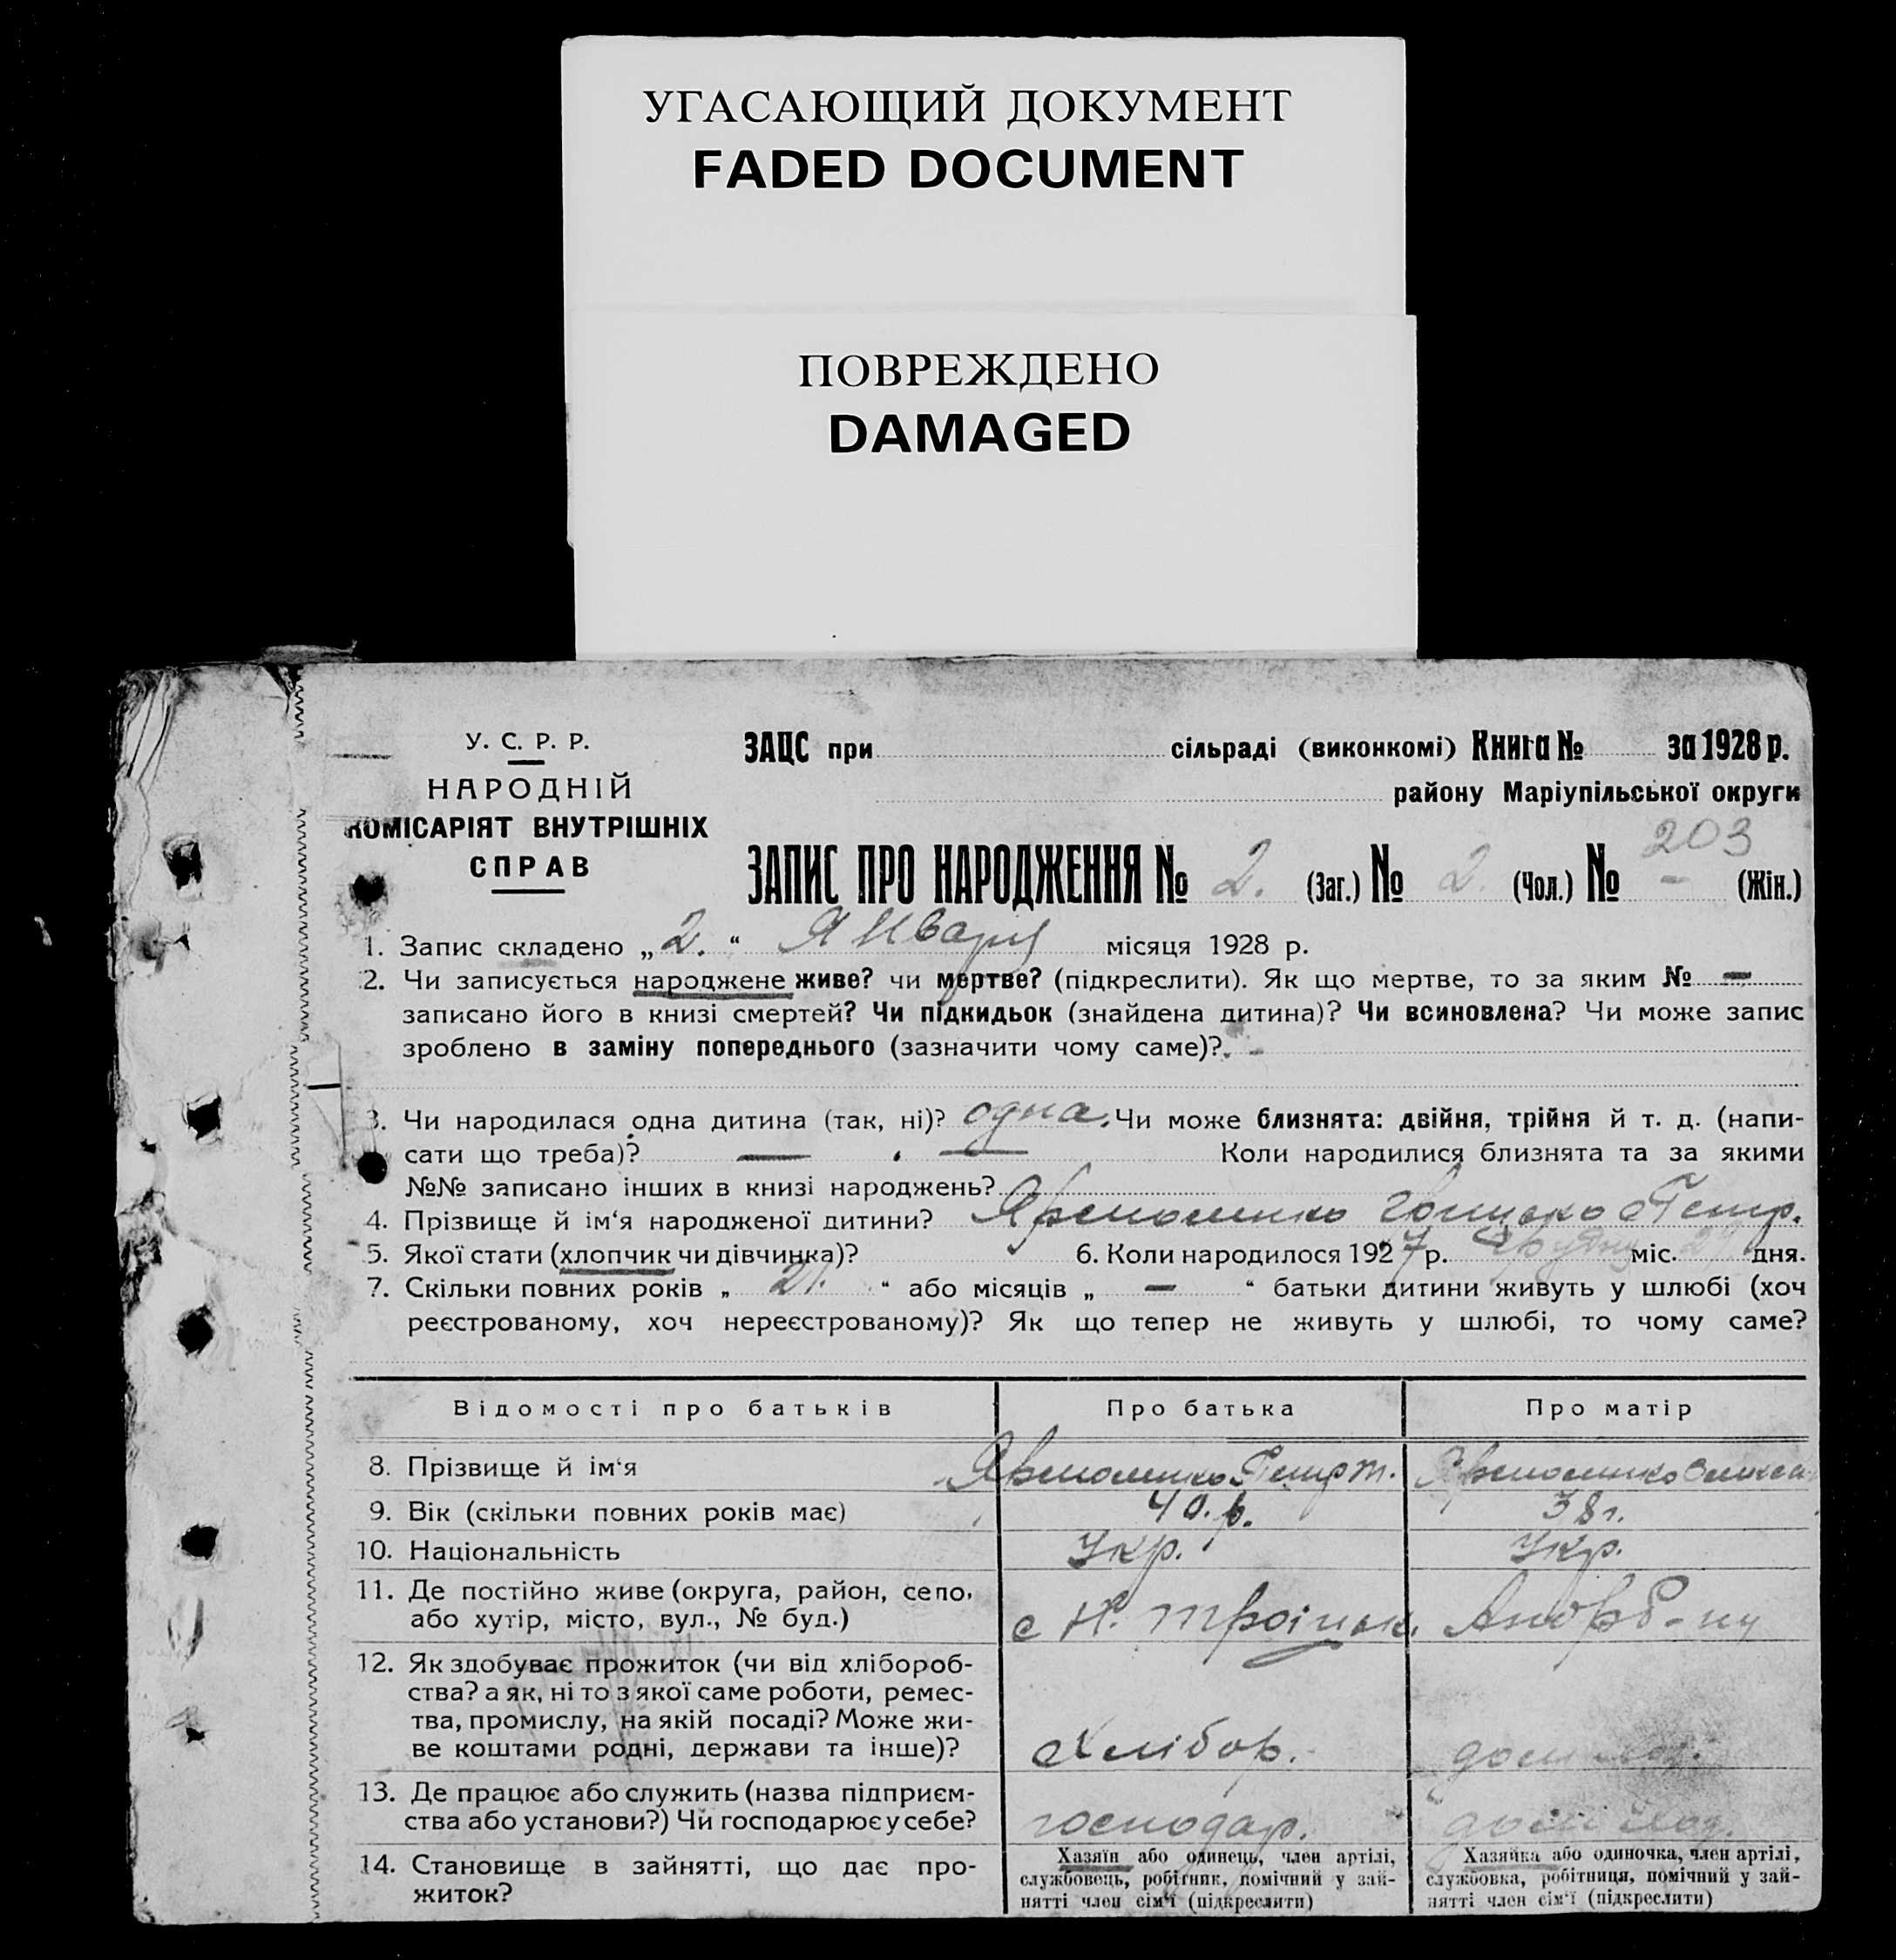 УГАСАЮЩИЙ ДОКУМЕНТ
FADED DOCUMENT
ПОВРЕЖДЕНО
DAMAGED
У. С. Р. Р.
НАРОДНІЙ
КОМІСАРІЯТ ВНУТРІШНІХ
СПРАВ
ЗАЦС при сільраді (виконкомі) Книга № за 1928 р.
району Маріупільської округи
203
ЗАПИС ПРО НАРОДЖЕННЯ № 2. (Заг.) № 2. (Чол.) № - (Жін.)
1. Запис складено „2.“ Января місяця 1928 р.
2. Чи записується народжене живе? чи мертве? (підкреслити). Як що мертве, то за яким № —
записано його в книзі смертей? Чи підкидьок (знайдена дитина)? Чи всиновлена? Чи може запис
зроблено в заміну попереднього (зазначити чому саме)? -
3. Чи народилася одна дитина (так, ні)? одна. Чи може близнята: двійня, трійня й т. д. (напи-
сати що треба)? — — Коли народилися близнята та за якими
№№ записано інших в книзі народжень?
4. Прізвище й ім‘я народженої дитини? Петр.
5. Якої стати (хлопчик чи дівчинка)? 6. Коли народилося 1927 р. Грудня міс. дня.
7. Скільки повних років „ 21. “ або місяців „ — “ батьки дитини живуть у шлюбі (хоч
реєстрованому, хоч нереєстрованому)? Як що тепер не живуть у шлюбі, то чому саме?
Відомості про батьків Про батька Про матір
8. Прізвище й ім‘я
9. Вік (скільки повних років має) 40. р. 38 г.
10. Національність Укр. Укр.
11. Де постійно живе (округа, район, село,
або хутір, місто, вул., № буд.) с Н. Троіцьк.
12. Як здобуває прожиток (чи від хлібороб-
ства? а як, ні то з якої саме роботи, ремес-
тва, промислу, на якій посаді? Може жи-
ве коштами родні, держави та інше)? Хлібор.
13. Де працює або служить (назва підприєм-
ства або установи?) Чи господарює у себе? господар.
14. Становище в зайнятті, що дає про-
житок?
Хазяїн або одинець, член артілі,
службовець, робітник, помічний у зай-
нятті член сім‘ї (підкреслити)
Хазяйка або одиночка, член артілі,
службовка, робітниця, помічний у зай-
нятті член сім‘ї (підкреслити)